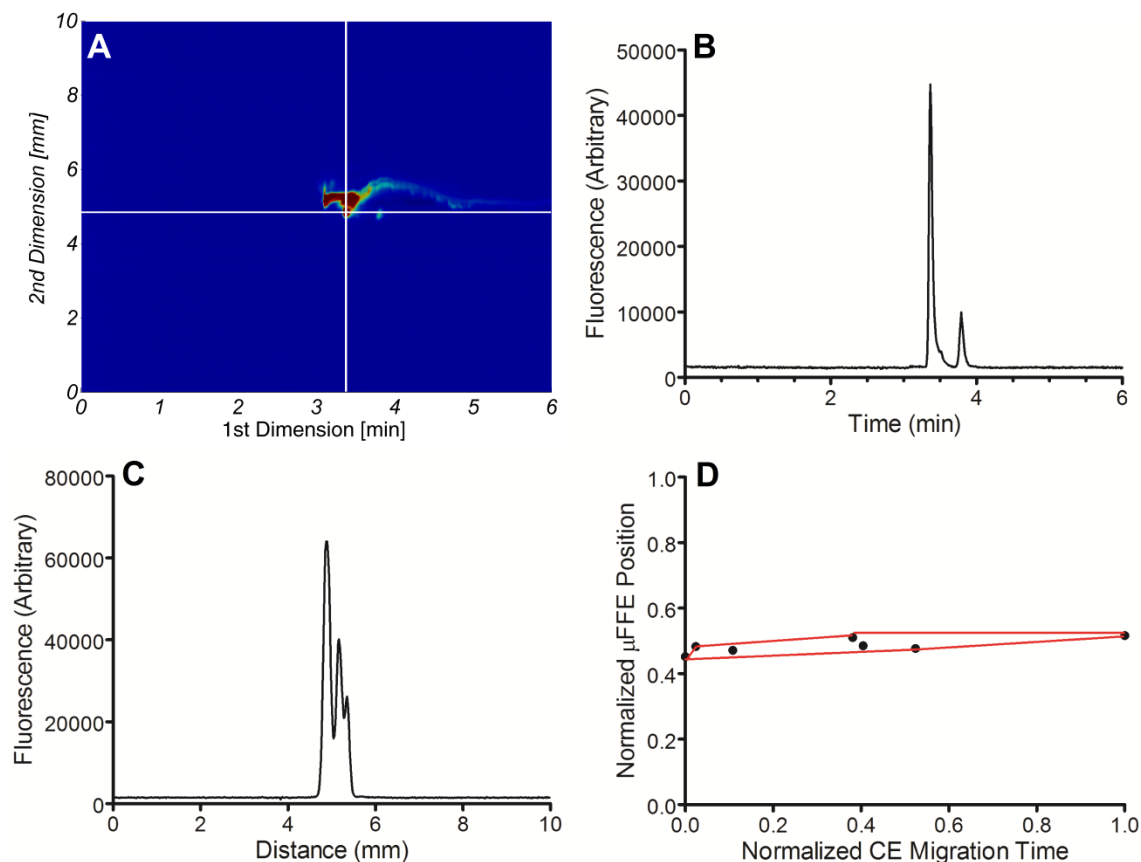 A
10
8
6
4
2
0
2nd Dimension [mm]
0 1 2 3 4 5 6
1st Dimension [min]
B
50000
40000
30000
20000
10000
0
Fluorescence (Arbitrary)
0 2 4 6
Time (min)
C
80000
60000
40000
20000
0
Fluorescence (Arbitrary)
0 2 4 6 8 10
Distance (mm)
D
1.0
0.8
0.6
0.4
0.2
0.0
Normalized µFFE Position
0.0 0.2 0.4 0.6 0.8 1.0
Normalized CE Migration Time